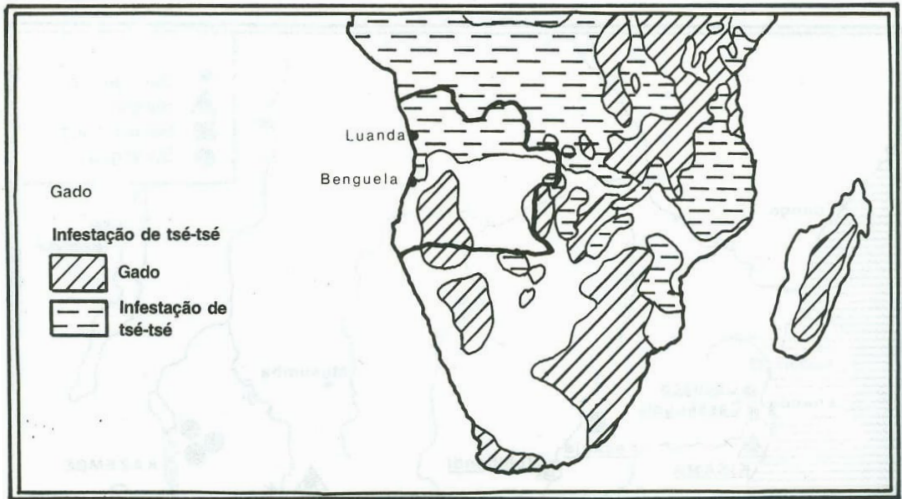 Luanda
Benguela
Gado
Infestação de tsé-tsé
Gado
Infestação de
tsé-tsé